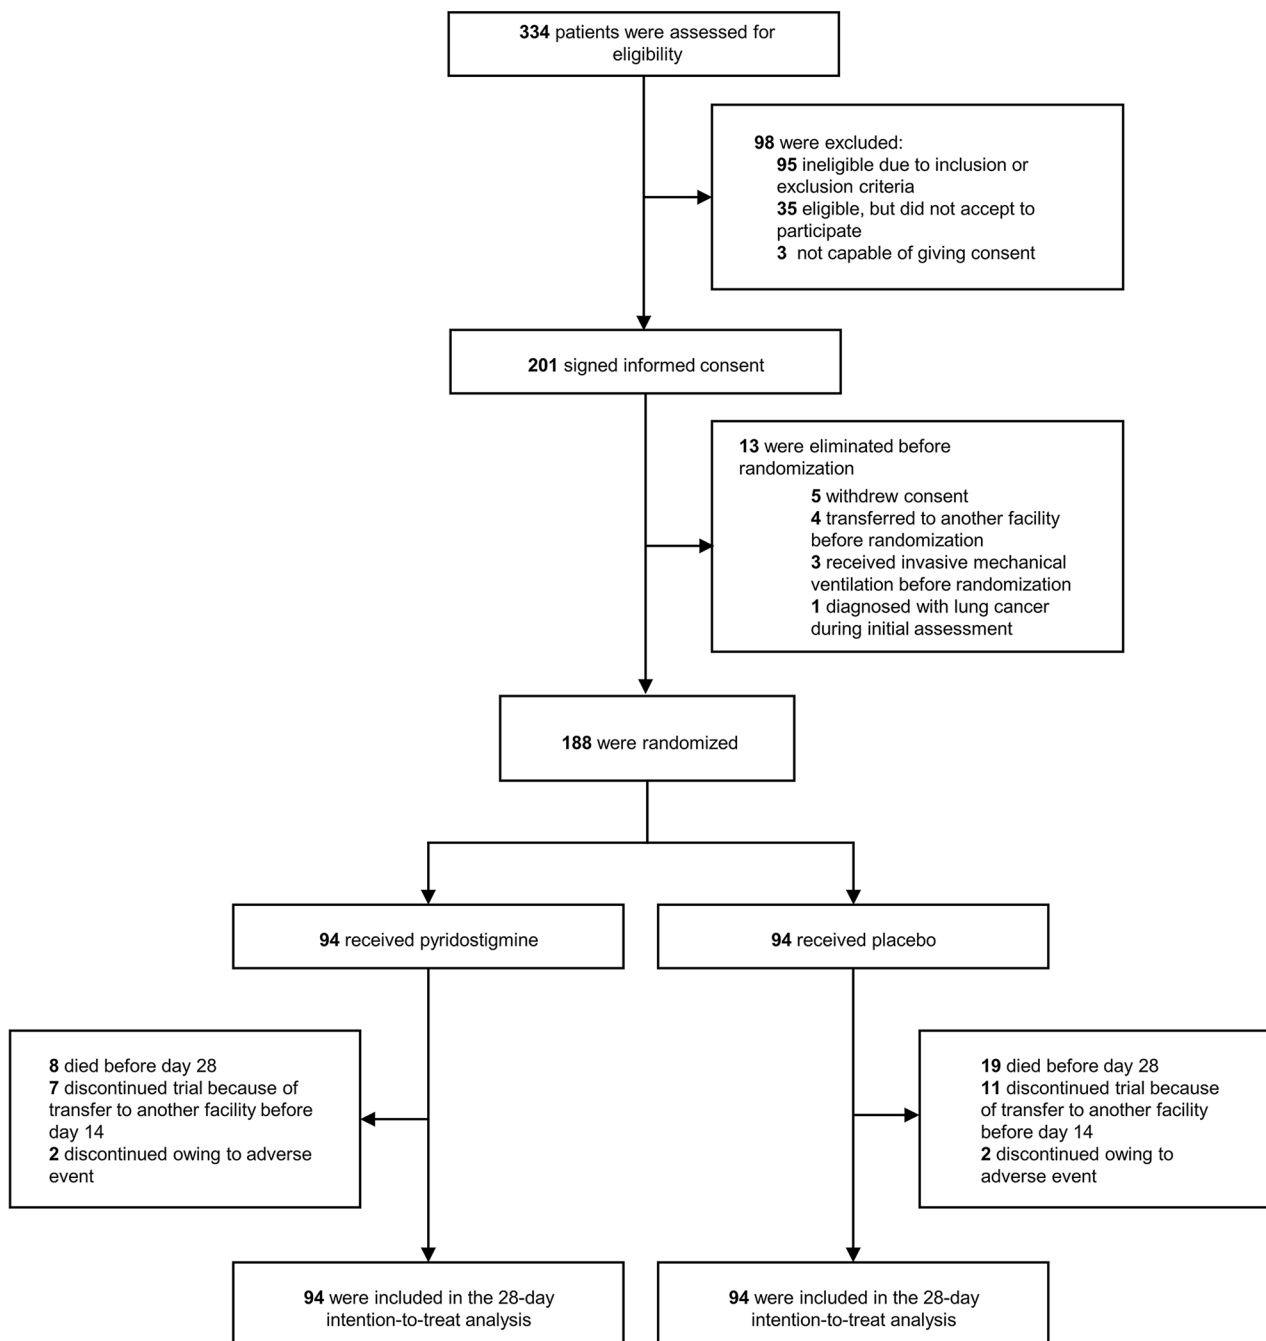 334 patients were assessed for
eligibility
98 were excluded:
95 ineligible due to inclusion or
exclusion criteria
35 eligible, but did not accept to
participate
3 not capable of giving consent
201 signed informed consent
13 were eliminated before
randomization
5 withdrew consent
4 transferred to another facility
before randomization
3 received invasive mechanical
ventilation before randomization
1 diagnosed with lung cancer
during initial assessment
188 were randomized
94 received pyridostigmine
94 received placebo
8 died before day 28
7 discontinued trial because of
transfer to another facility before
day 14
2 discontinued owing to adverse
event
19 died before day 28
11 discontinued trial because
of transfer to another facility
before day 14
2 discontinued owing to
adverse event
94 were included in the 28-day
intention-to-treat analysis
94 were included in the 28-day
intention-to-treat analysis